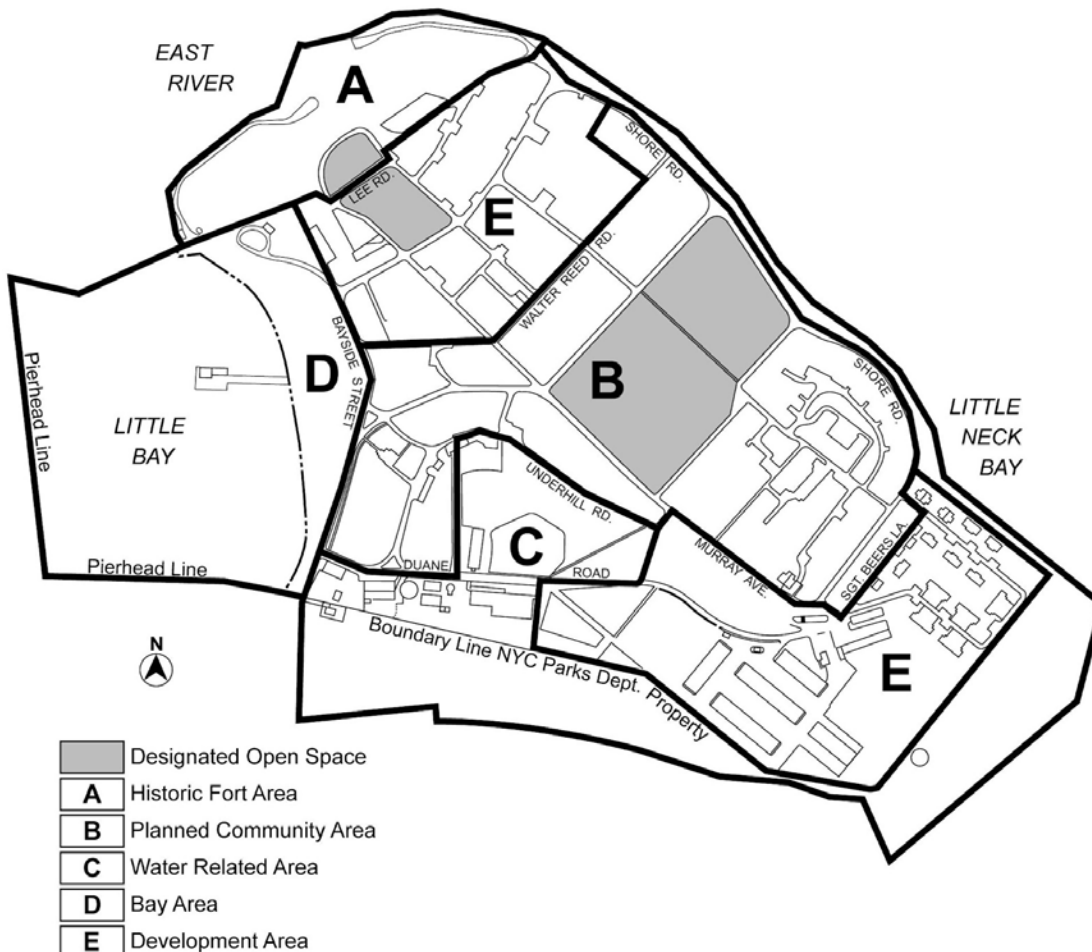 EAST
RIVER
A
SHORE RD.
LEE RD.
E
WALTER REED RD.
BAYSIDE STREET
D
B
SHORE RD.
Pierhead Line
LITTLE
BAY
LITTLE
NECK
BAY
UNDERHILL RD.
C
MURRAY AVE.
SGT. BEERS LA.
DUANE ROAD
Pierhead Line
Boundary Line NYC Parks Dept. Property
N
E
Designated Open Space
A Historic Fort Area
B Planned Community Area
C Water Related Area
D Bay Area
E Development Area